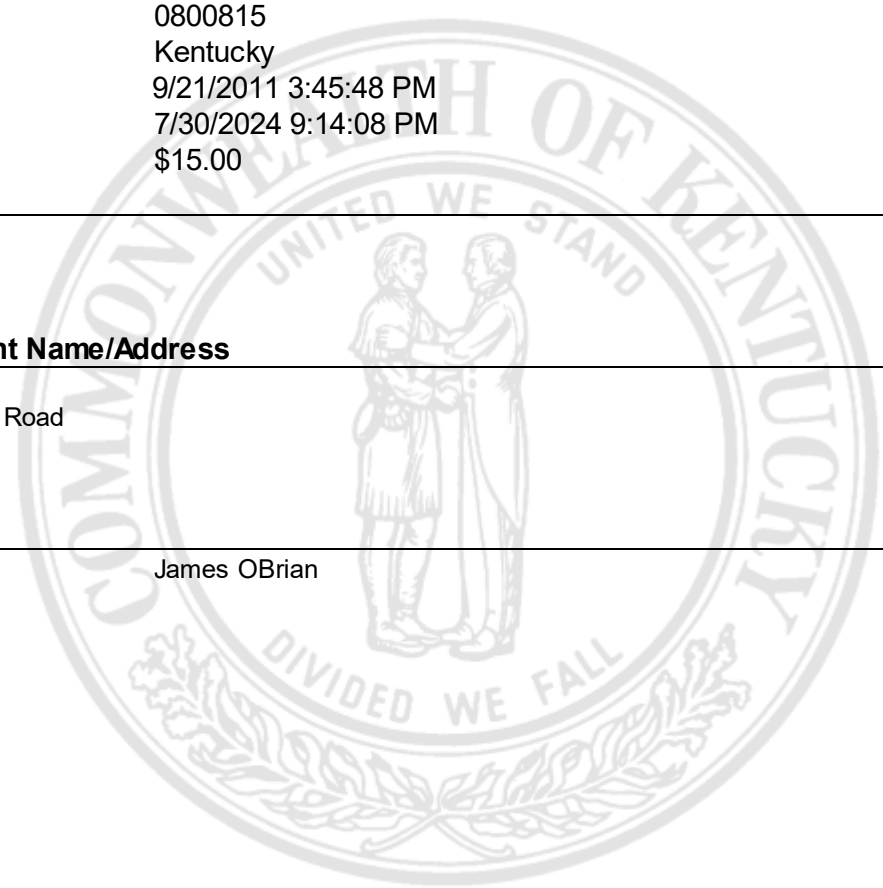 0800815
Kentucky
9/21/2011 3:45:48 PM
7/30/2024 9:14:08 PM
$15.00
COMMONWEALTH OF KENTUCKY
UNITED WE STAND
nt Name/Address
Road
James OBrian
DIVIDED WE FALL